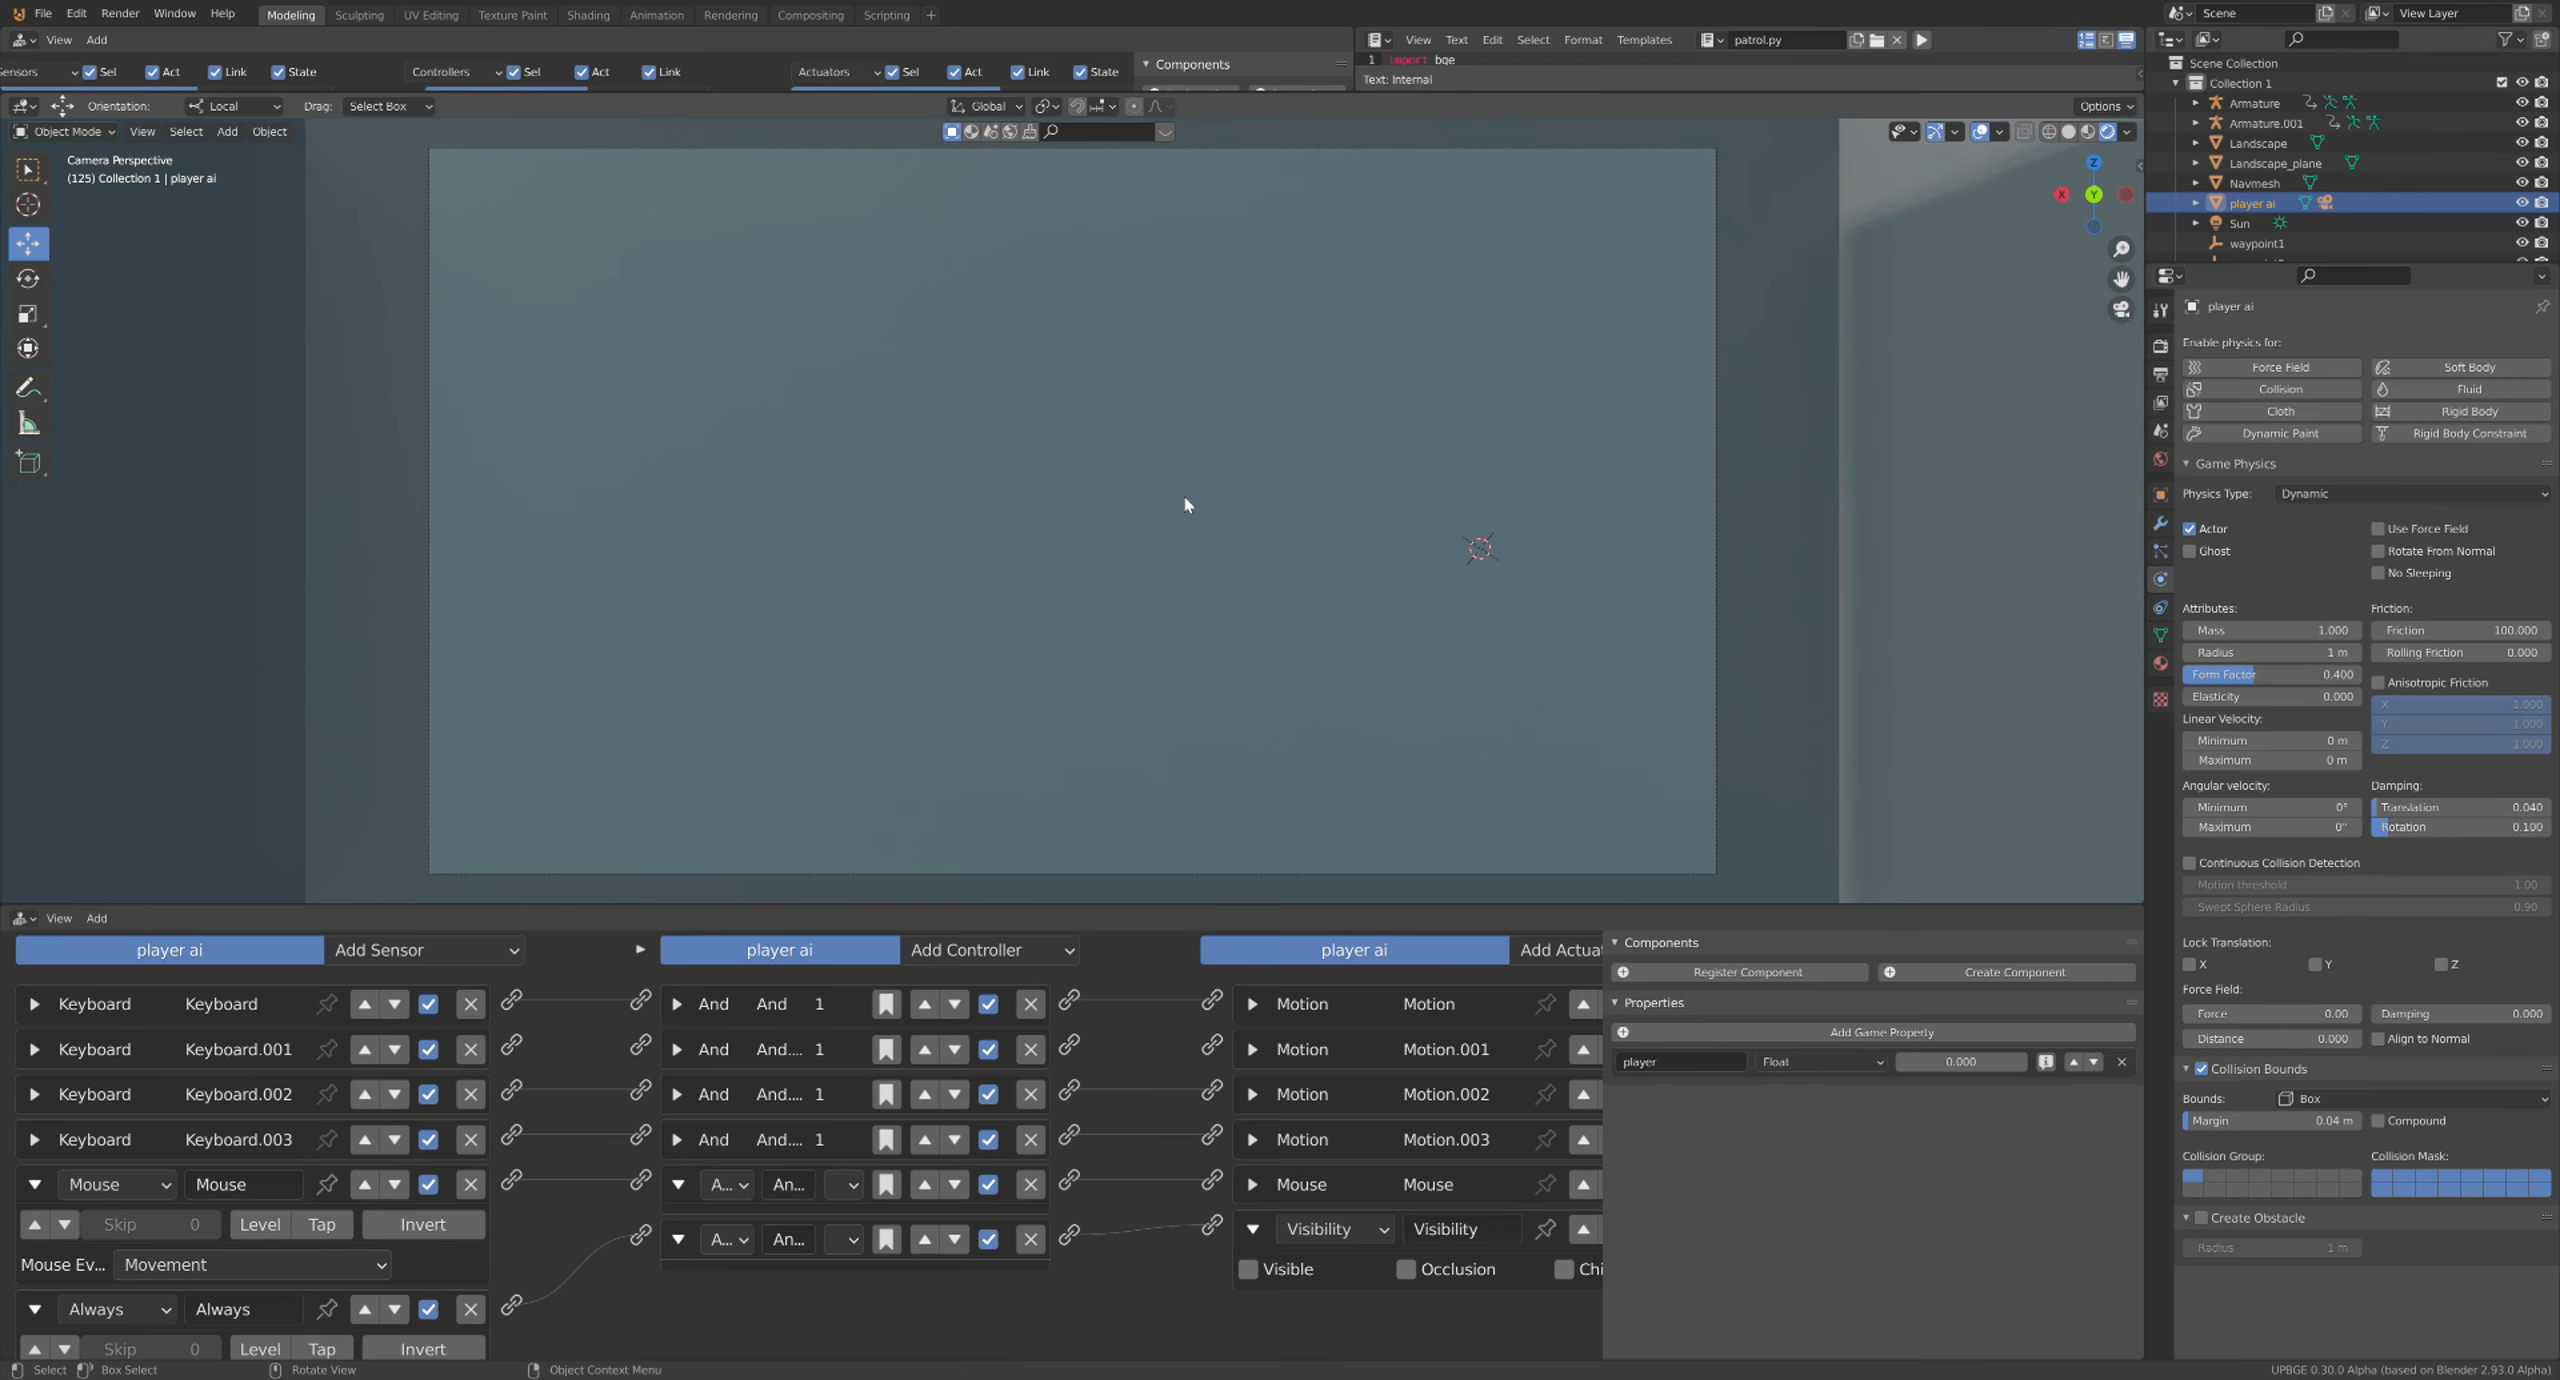 File Edit Render Window Help Modeling Sculpting UV Editing Texture Paint Shading Animation Rendering Compositing Scripting + Scene View Layer
View Add View Text Edit Select Format Templates patrol.py
ensors Sel Act Link State Controllers Sel Act Link Actuators Sel Act Link State Components
1 import bge
Text: Internal
Orientation: Local Drag: Select Box Global Options
Object Mode View Select Add Object
Camera Perspective
(125) Collection 1 | player ai
Z
X Y
Scene Collection
Collection 1
Armature
Armature.001
Landscape
Landscape_plane
Navmesh
player ai
Sun
waypoint1
player ai
Enable physics for:
Force Field Soft Body
Collision Fluid
Cloth Rigid Body
Dynamic Paint Rigid Body Constraint
Game Physics
Physics Type: Dynamic
Actor Use Force Field
Ghost Rotate From Normal
No Sleeping
Attributes: Friction:
Mass 1.000 Friction 100.000
Radius 1 m Rolling Friction 0.000
Form Factor 0.400 Anisotropic Friction
Elasticity 0.000 X 1.000
Linear Velocity: Y 1.000
Minimum 0 m Z 1.000
Maximum 0 m
Angular velocity: Damping:
Minimum 0° Translation 0.040
Maximum 0° Rotation 0.100
Continuous Collision Detection
Motion threshold 1.00
Swept Sphere Radius 0.90
Lock Translation:
X Y Z
Force Field:
Force 0.00 Damping 0.000
Distance 0.000 Align to Normal
Collision Bounds
Bounds: Box
Margin 0.04 m Compound
Collision Group: Collision Mask:
Create Obstacle
Radius 1 m
View Add
player ai Add Sensor player ai Add Controller player ai Add Actuat
Keyboard Keyboard And And 1 Motion Motion
Keyboard Keyboard.001 And And.... 1 Motion Motion.001
Keyboard Keyboard.002 And And.... 1 Motion Motion.002
Keyboard Keyboard.003 And And.... 1 Motion Motion.003
Mouse Mouse A... An... Mouse Mouse
Skip 0 Level Tap Invert A... An... Visibility Visibility
Mouse Ev... Movement Visible Occlusion Chi
Always Always
Skip 0 Level Tap Invert
Components
Register Component Create Component
Properties
Add Game Property
player Float 0.000
Select Box Select Rotate View Object Context Menu UPBGE 0.30.0 Alpha (based on Blender 2.93.0 Alpha)